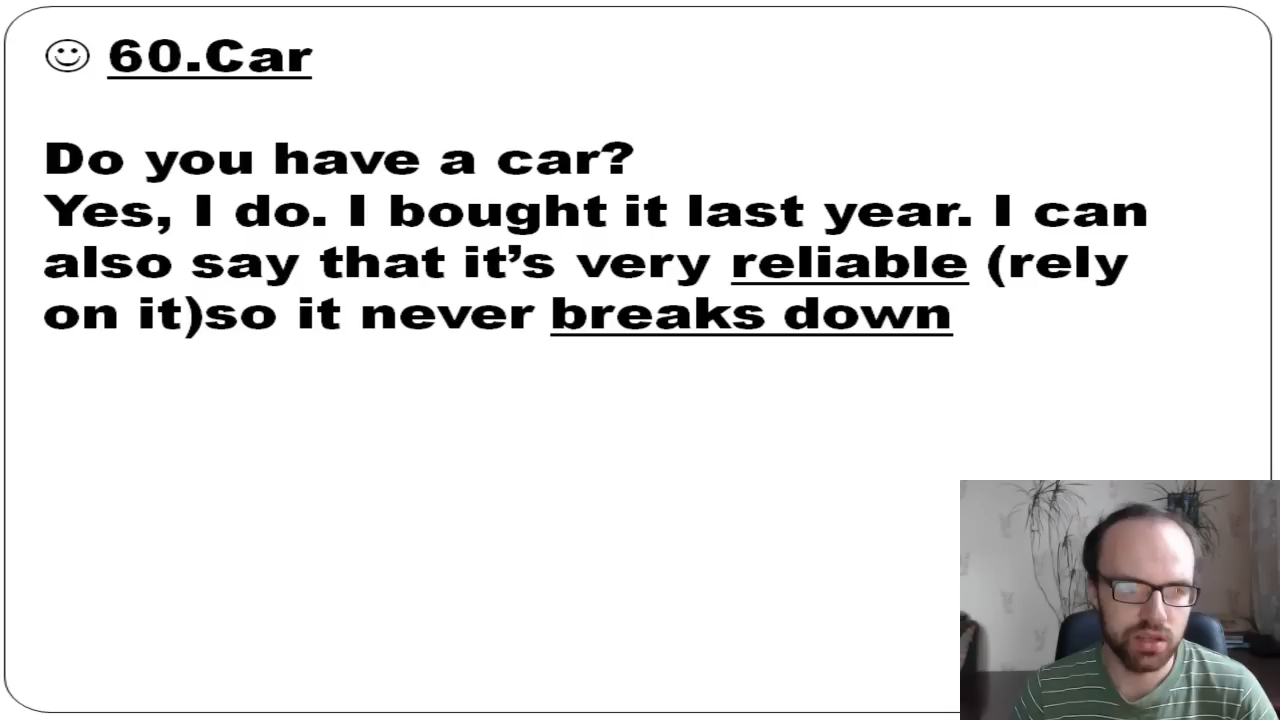 ☺ 60.Car
Do you have a car?
Yes, I do. I bought it last year. I can
also say that it’s very reliable (rely
on it)so it never breaks down